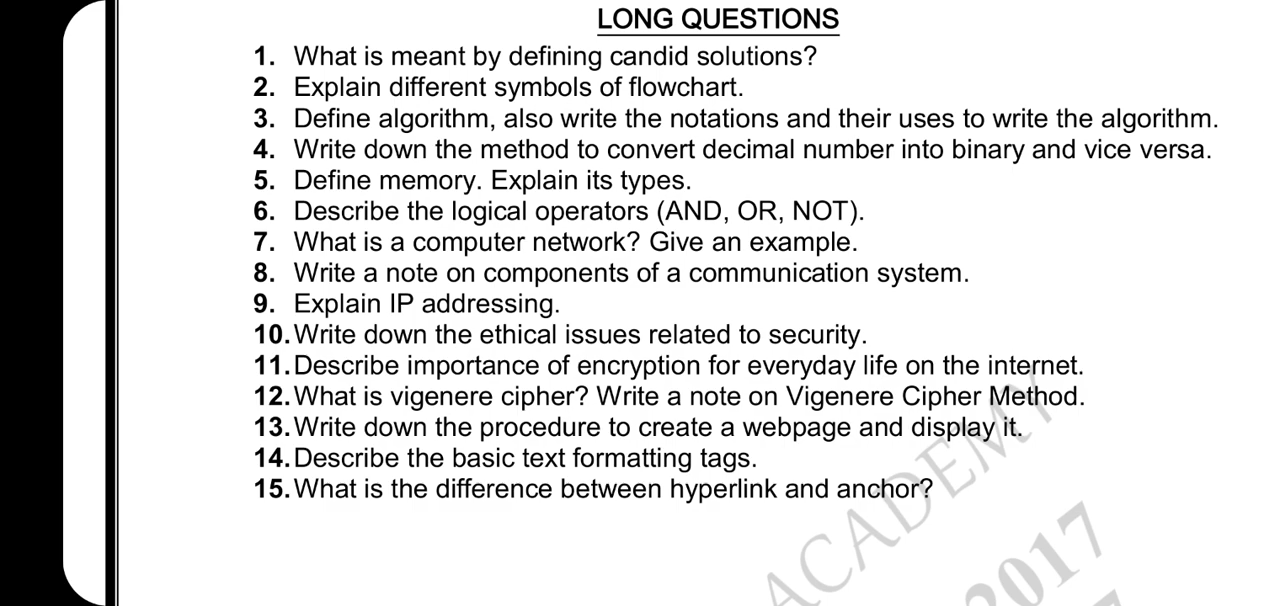 LONG QUESTIONS
1. What is meant by defining candid solutions?
2. Explain different symbols of flowchart.
3. Define algorithm, also write the notations and their uses to write the algorithm.
4. Write down the method to convert decimal number into binary and vice versa.
5. Define memory. Explain its types.
6. Describe the logical operators (AND, OR, NOT).
7. What is a computer network? Give an example.
8. Write a note on components of a communication system.
9. Explain IP addressing.
10. Write down the ethical issues related to security.
11. Describe importance of encryption for everyday life on the internet.
12. What is vigenere cipher? Write a note on Vigenere Cipher Method.
13. Write down the procedure to create a webpage and display it.
14. Describe the basic text formatting tags.
15. What is the difference between hyperlink and anchor?
ACADEMY
2017